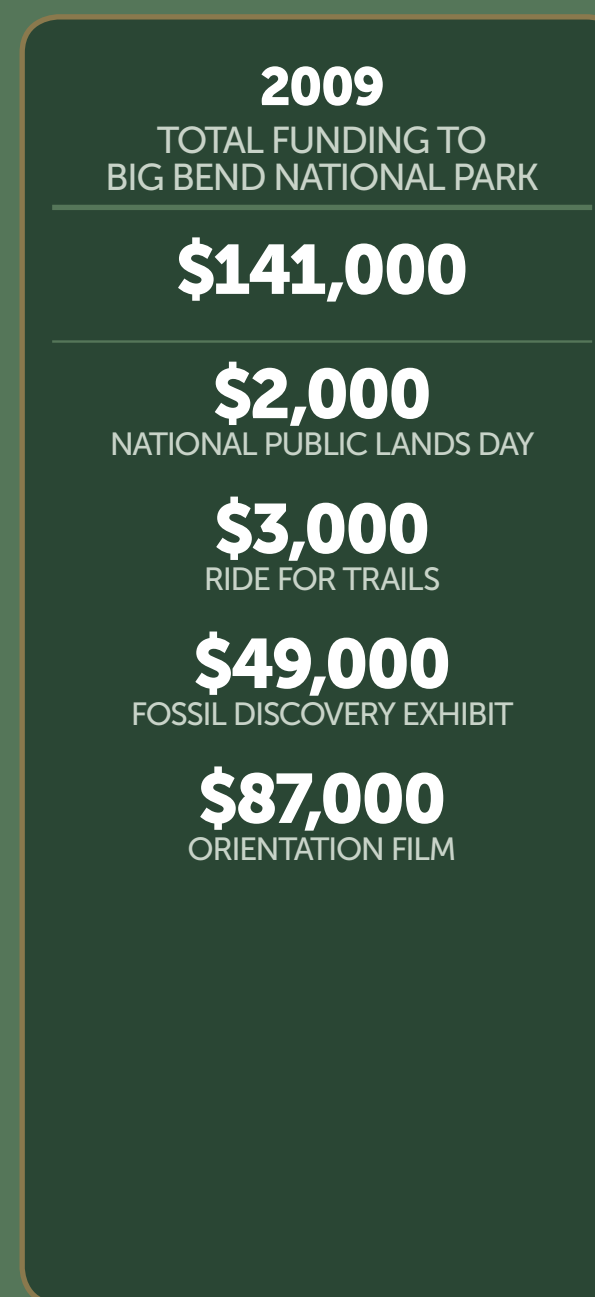 2009
TOTAL FUNDING TO
BIG BEND NATIONAL PARK
$141,000
$2,000
NATIONAL PUBLIC LANDS DAY
$3,000
RIDE FOR TRAILS
$49,000
FOSSIL DISCOVERY EXHIBIT
$87,000
ORIENTATION FILM